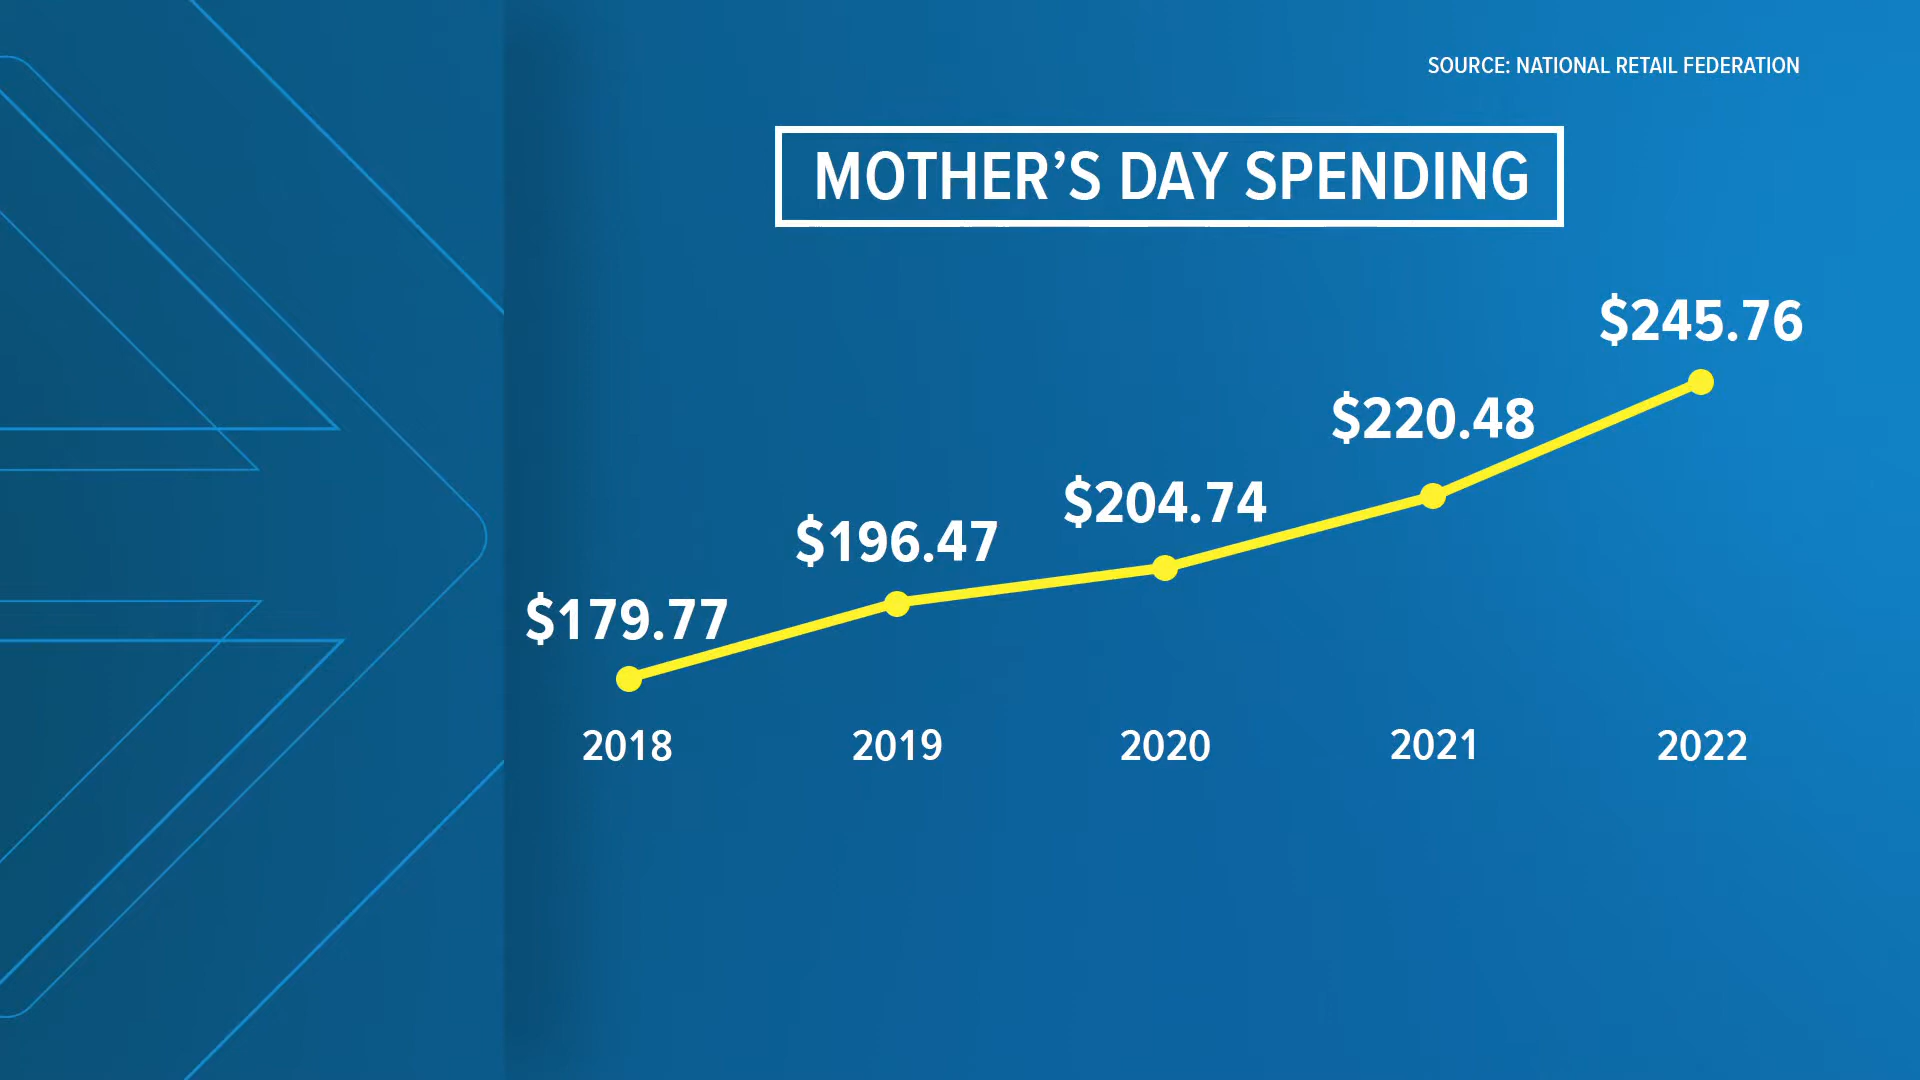 SOURCE: NATIONAL RETAIL FEDERATION
MOTHER’S DAY SPENDING
$245.76
$220.48
$204.74
$196.47
$179.77
2018 2019 2020 2021 2022